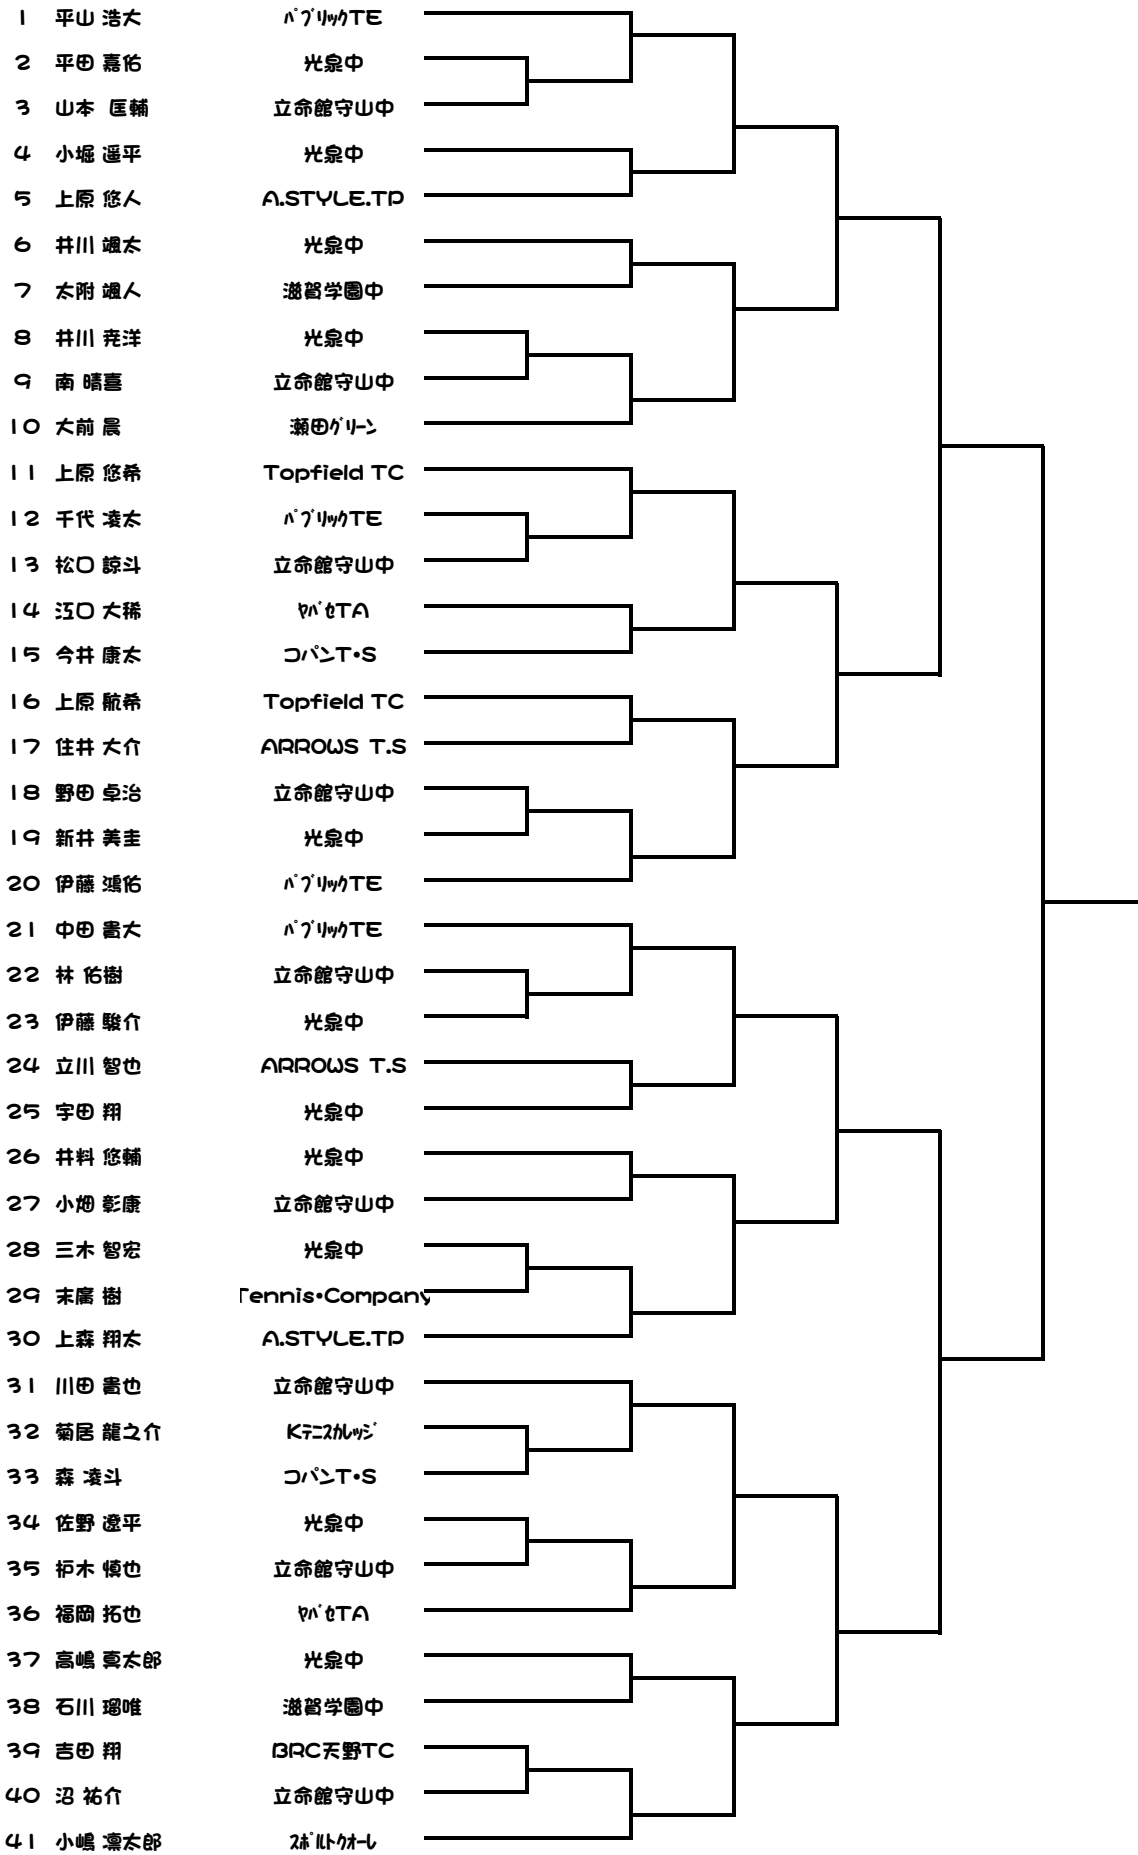 1 平山 浩大 ﾊﾟﾌﾞﾘｯｸTE
2 平田 嘉佑 光泉中
3 山本 匡輔 立命館守山中
4 小堀 遥平 光泉中
5 上原 悠人 A.STYLE.TP
6 井川 颯太 光泉中
7 太附 颯人 滋賀学園中
8 井川 尭洋 光泉中
9 南 晴喜 立命館守山中
10 大前 晨 瀬田ｸﾞﾘｰﾝ
11 上原 悠希 Topfield TC
12 千代 凌太 ﾊﾟﾌﾞﾘｯｸTE
13 松口 諒斗 立命館守山中
14 江口 大稀 ﾔﾊﾞｾTA
15 今井 康太 コパンT・S
16 上原 航希 Topfield TC
17 住井 大介 ARROWS T.S
18 野田 卓治 立命館守山中
19 新井 美圭 光泉中
20 伊藤 鴻佑 ﾊﾟﾌﾞﾘｯｸTE
21 中田 貴大 ﾊﾟﾌﾞﾘｯｸTE
22 林 佑樹 立命館守山中
23 伊藤 駿介 光泉中
24 立川 智也 ARROWS T.S
25 宇田 翔 光泉中
26 井料 悠輔 光泉中
27 小畑 彰康 立命館守山中
28 三木 智宏 光泉中
29 末廣 樹 Tennis・Company
30 上森 翔太 A.STYLE.TP
31 川田 貴也 立命館守山中
32 菊居 龍之介 Kﾃﾆｽｶﾚｯｼﾞ
33 森 凌斗 コパンT・S
34 佐野 遼平 光泉中
35 枦木 慎也 立命館守山中
36 福岡 拓也 ﾔﾊﾞｾTA
37 高嶋 真太郎 光泉中
38 石川 瑠唯 滋賀学園中
39 吉田 翔 BRC天野TC
40 沼 祐介 立命館守山中
41 小嶋 凛太郎 ｽﾎﾟﾙﾄｸｵｰﾚ